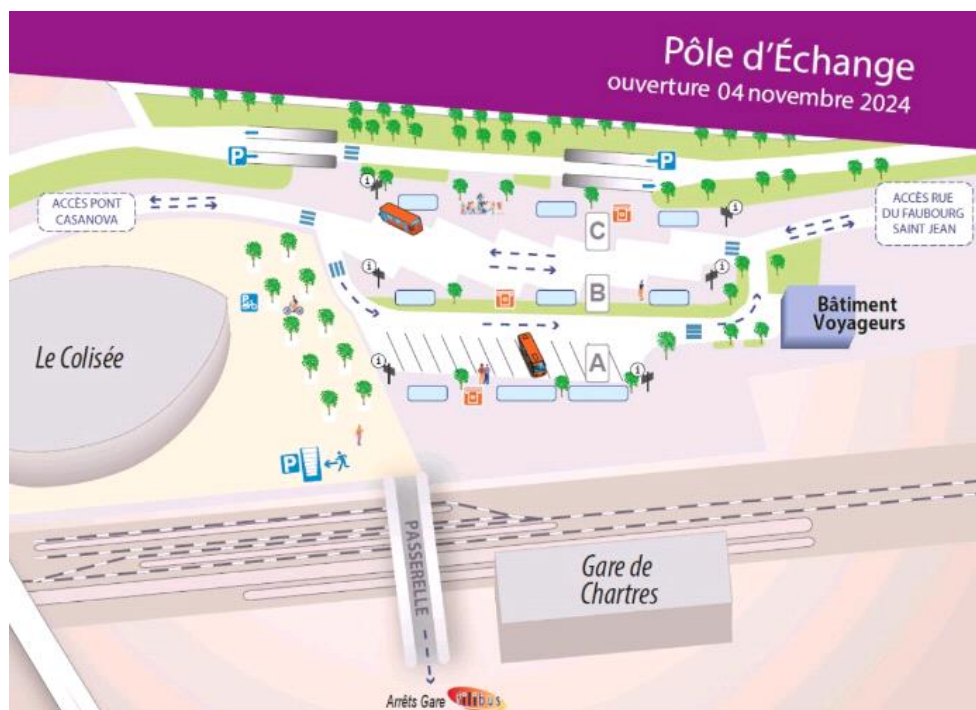 Pôle d'Échange
ouverture 04 novembre 2024
P
P
ACCÈS PONT
CASANOVA
ACCÈS RUE
DU FAUBOURG
SAINT JEAN
i
i
C
i
i
B
Bâtiment
Voyageurs
P
Le Colisée
i
A
i
P
PASSERELLE
Gare de
Chartres
Arrêts Gare filibus